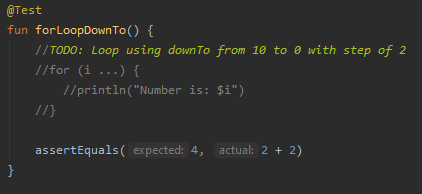 @Test
fun forLoopDownTo() {
//TODO: Loop using downTo from 10 to 0 with step of 2
//for (i ...) {
//println("Number is: $i")
//}
assertEquals( expected: 4, actual: 2 + 2)
}